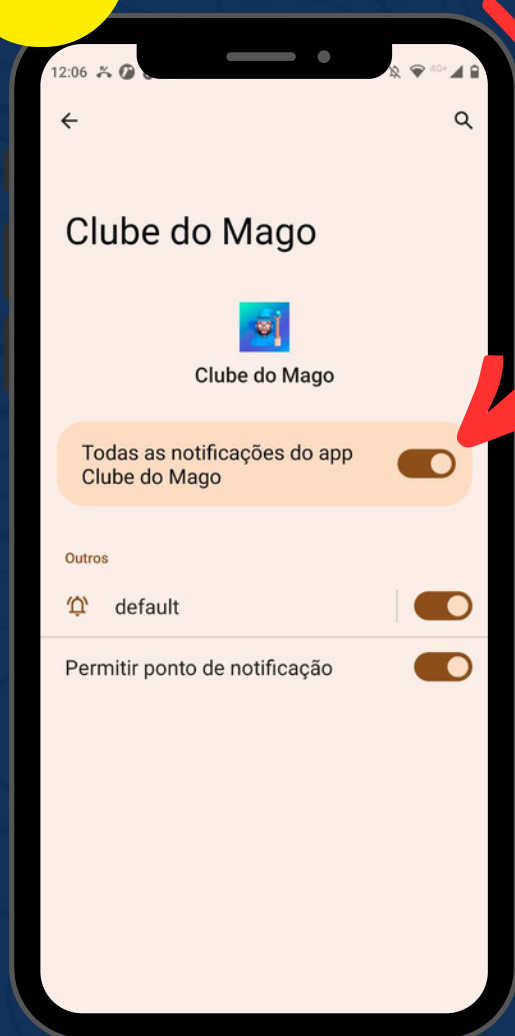 12:06
4G+
Clube do Mago
Clube do Mago
Todas as notificações do app
Clube do Mago
Outros
default
Permitir ponto de notificação